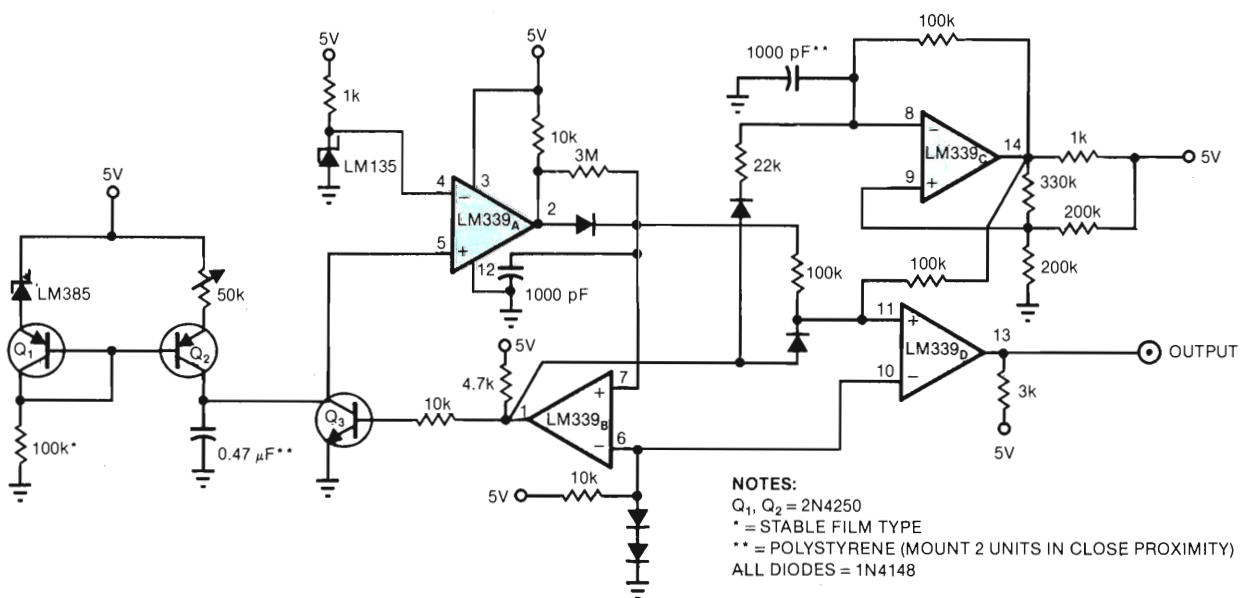 5V
LM385
50k
Q1
Q2
100k*
0.47 µF**
5V
1k
LM135
4
5
3
LM339A
2
12
5V
10k
3M
1000 pF
5V
4.7k
Q3
10k
1
LM339B
7
6
+
−
5V
10k
1000 pF**
100k
22k
8
9
−
+
LM339C
14
1k
5V
330k
200k
200k
100k
100k
11
10
+
−
LM339D
13
OUTPUT
3k
5V
−
+
NOTES:
Q1, Q2 = 2N4250
* = STABLE FILM TYPE
** = POLYSTYRENE (MOUNT 2 UNITS IN CLOSE PROXIMITY)
ALL DIODES = 1N4148